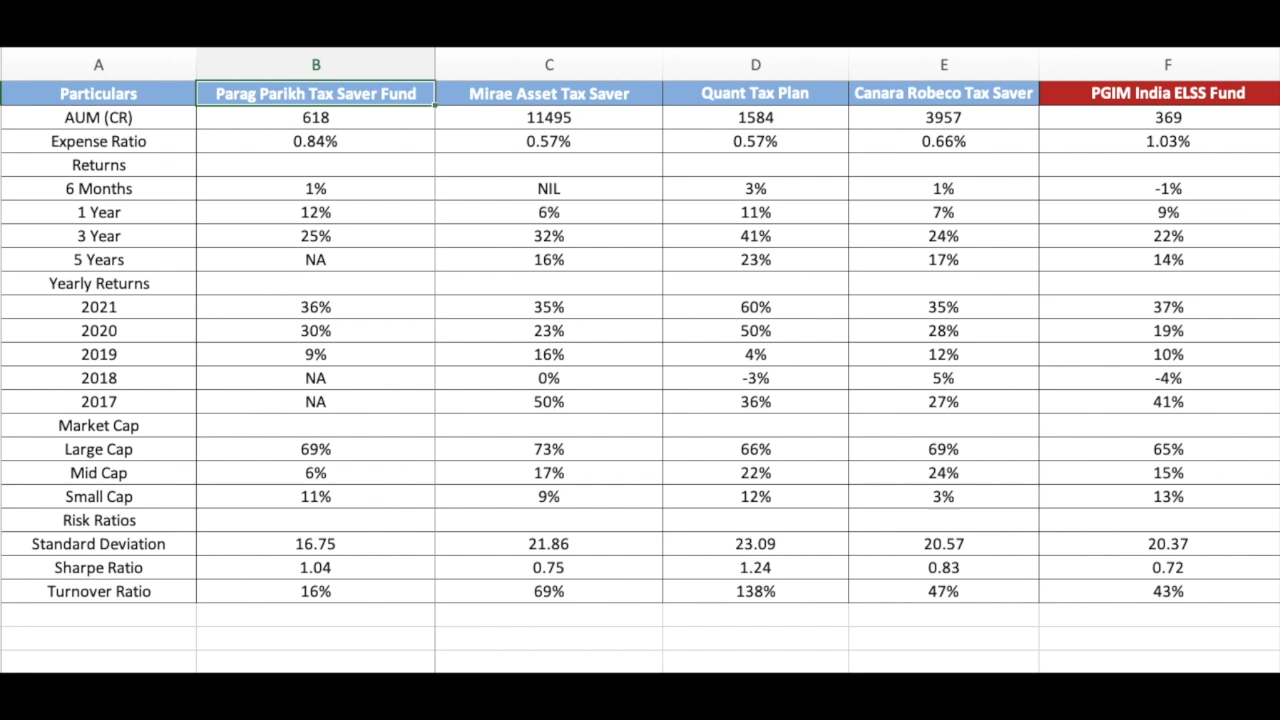 A B C D E F
Particulars Parag Parikh Tax Saver Fund Mirae Asset Tax Saver Quant Tax Plan Canara Robeco Tax Saver PGIM India ELSS Fund
AUM (CR) 618 11495 1584 3957 369
Expense Ratio 0.84% 0.57% 0.57% 0.66% 1.03%
Returns
6 Months 1% NIL 3% 1% -1%
1 Year 12% 6% 11% 7% 9%
3 Year 25% 32% 41% 24% 22%
5 Years NA 16% 23% 17% 14%
Yearly Returns
2021 36% 35% 60% 35% 37%
2020 30% 23% 50% 28% 19%
2019 9% 16% 4% 12% 10%
2018 NA 0% -3% 5% -4%
2017 NA 50% 36% 27% 41%
Market Cap
Large Cap 69% 73% 66% 69% 65%
Mid Cap 6% 17% 22% 24% 15%
Small Cap 11% 9% 12% 3% 13%
Risk Ratios
Standard Deviation 16.75 21.86 23.09 20.57 20.37
Sharpe Ratio 1.04 0.75 1.24 0.83 0.72
Turnover Ratio 16% 69% 138% 47% 43%